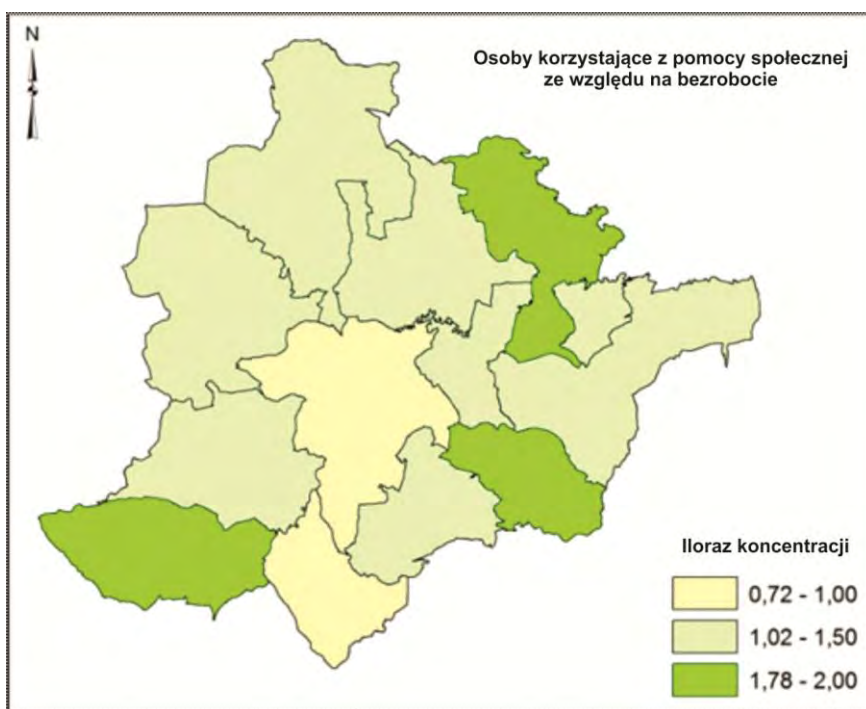 N
Osoby korzystające z pomocy społecznej
ze względu na bezrobocie
Iloraz koncentracji
0,72 - 1,00
1,02 - 1,50
1,78 - 2,00